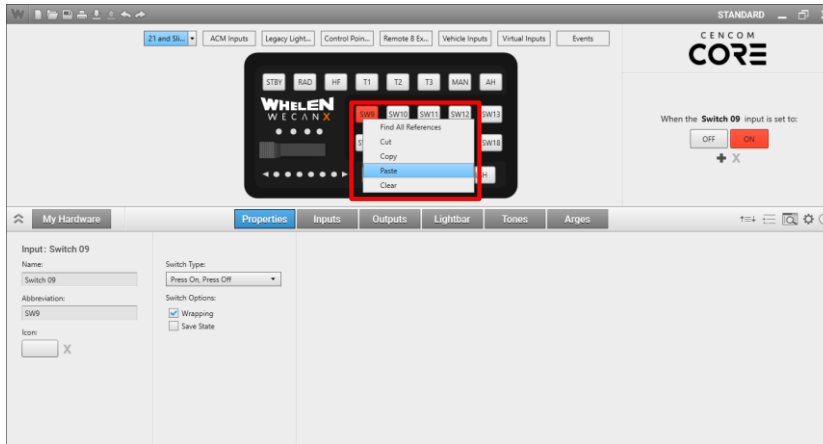 STANDARD
21 and Sli...
ACM Inputs
Legacy Light...
Control Poin...
Remote 8 Ex...
Vehicle Inputs
Virtual Inputs
Events
CENCOM
CORE
STBY RAD HF T1 T2 T3 MAN AH
WHELEN
WECANX
SW9 SW10 SW11 SW12 SW13
SW18
Find All References
Cut
Copy
Paste
Clear
When the Switch 09 input is set to:
OFF ON
My Hardware
Properties
Inputs
Outputs
Lightbar
Tones
Arges
Input: Switch 09
Name:
Switch 09
Abbreviation:
SW9
Icon:
X
Switch Type:
Press On, Press Off
Switch Options:
Wrapping
Save State